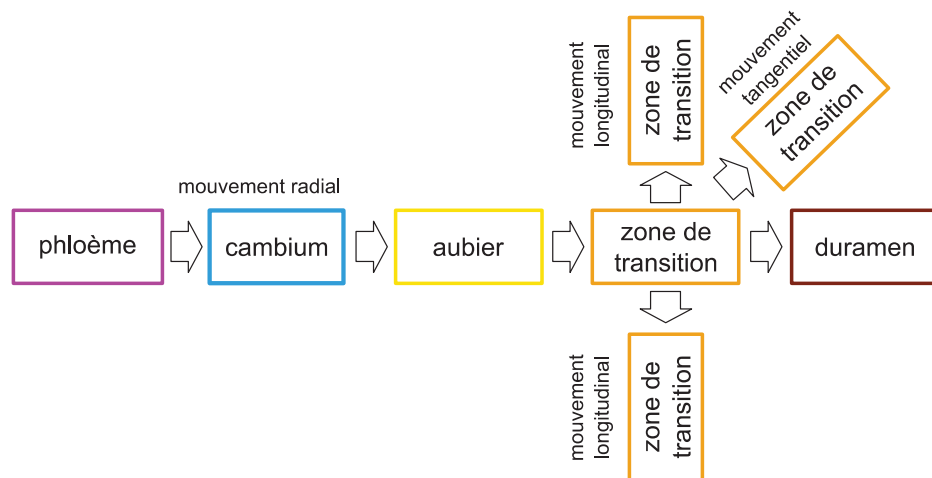 mouvement
longitudinal
zone de
transition
mouvement
tangentiel
zone de
transition
mouvement radial
phloème
cambium
aubier
zone de
transition
duramen
mouvement
longitudinal
zone de
transition